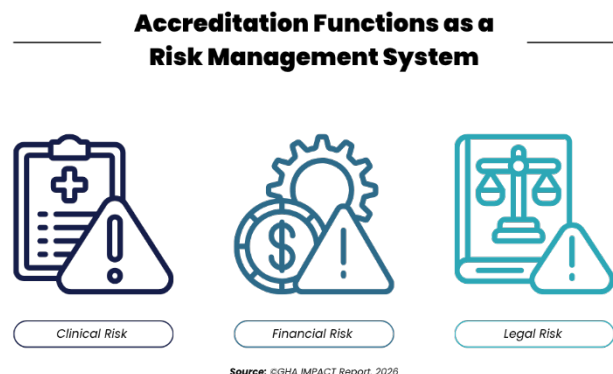 Accreditation Functions as a
Risk Management System
Clinical Risk
Financial Risk
Legal Risk
Source: ©GHA IMPACT Report, 2026